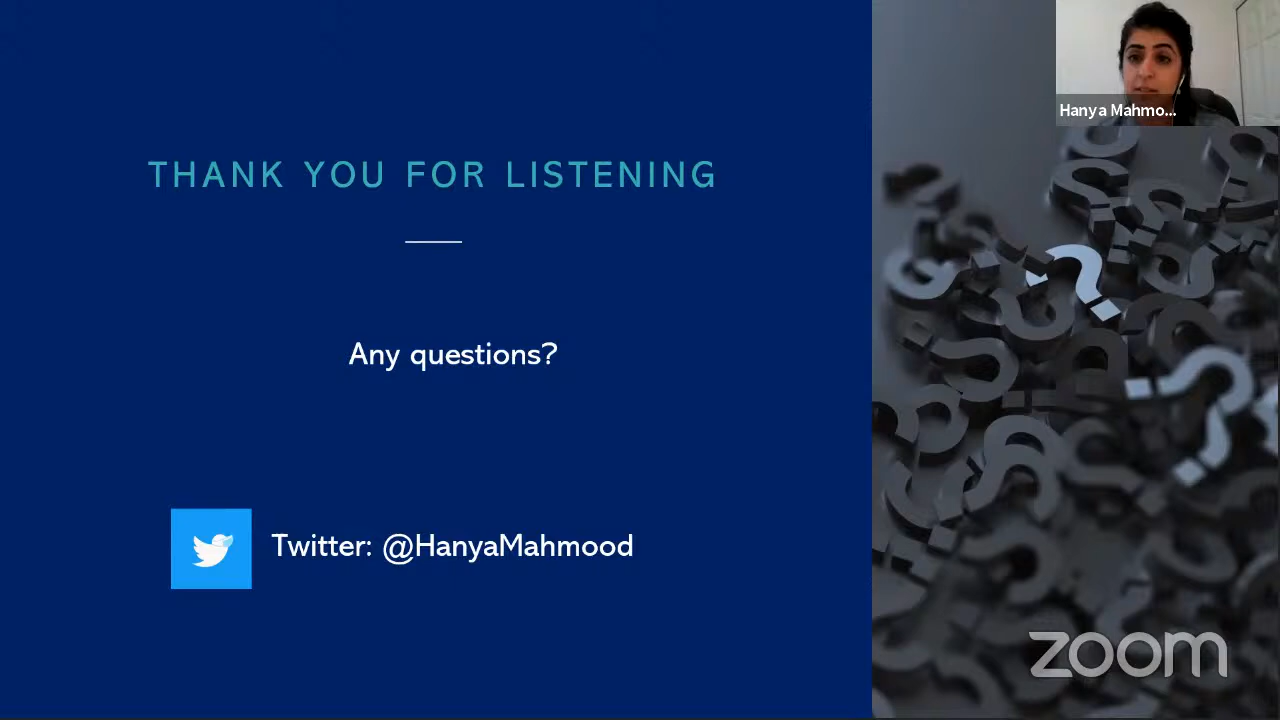 THANK YOU FOR LISTENING
Any questions?
Twitter: @HanyaMahmood
Hanya Mahmo...
zoom